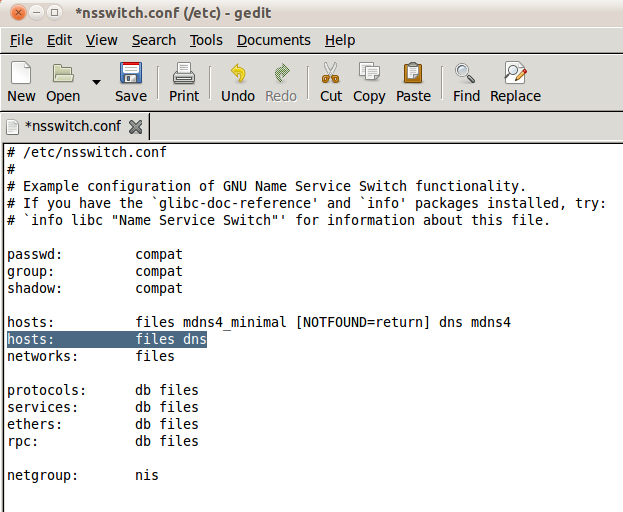 *nsswitch.conf (/etc) - gedit
File Edit View Search Tools Documents Help
New Open Save Print Undo Redo Cut Copy Paste Find Replace
*nsswitch.conf
# /etc/nsswitch.conf
#
# Example configuration of GNU Name Service Switch functionality.
# If you have the `glibc-doc-reference' and `info' packages installed, try:
# `info libc "Name Service Switch"' for information about this file.
passwd:         compat
group:          compat
shadow:         compat
hosts:          files mdns4_minimal [NOTFOUND=return] dns mdns4
hosts:          files dns
networks:       files
protocols:      db files
services:       db files
ethers:         db files
rpc:            db files
netgroup:       nis